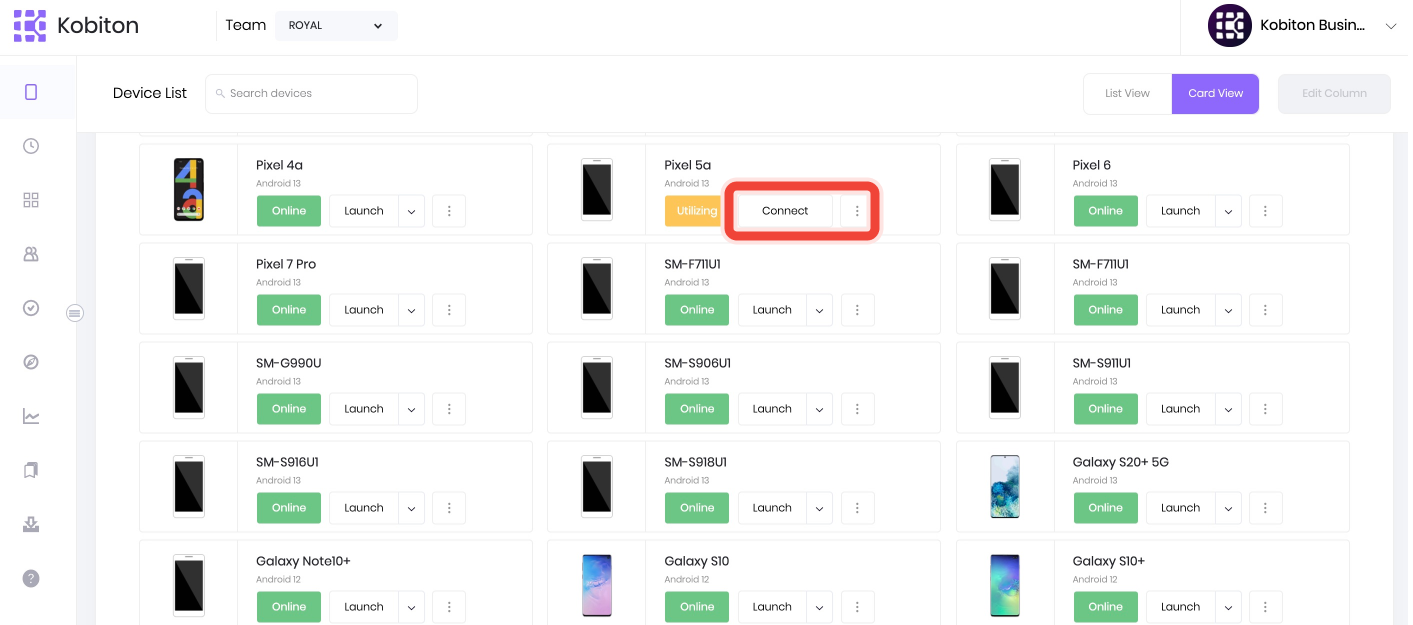 Kobiton
Team ROYAL
Kobiton Busin...
Device List
Search devices
List View
Card View
Edit Column
Pixel 4a
Android 13
Online Launch
Pixel 5a
Android 13
Utilizing Connect
Pixel 6
Android 13
Online Launch
Pixel 7 Pro
Android 13
Online Launch
SM-F711U1
Android 13
Online Launch
SM-F711U1
Android 13
Online Launch
SM-G990U
Android 13
Online Launch
SM-S906U1
Android 13
Online Launch
SM-S911U1
Android 13
Online Launch
SM-S916U1
Android 13
Online Launch
SM-S918U1
Android 13
Online Launch
Galaxy S20+ 5G
Android 13
Online Launch
Galaxy Note10+
Android 12
Online Launch
Galaxy S10
Android 12
Online Launch
Galaxy S10+
Android 12
Online Launch